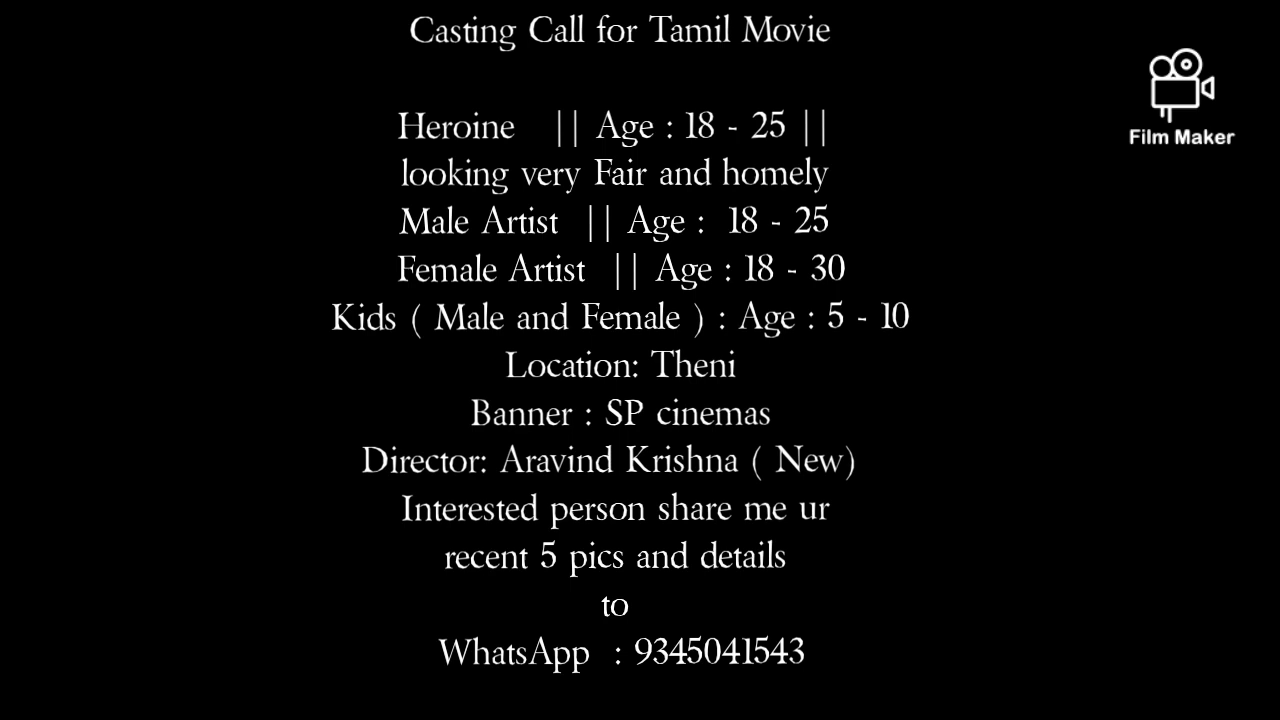 Casting Call for Tamil Movie
Heroine || Age : 18 - 25 ||
looking very Fair and homely
Male Artist || Age : 18 - 25
Female Artist || Age : 18 - 30
Kids ( Male and Female ) : Age : 5 - 10
Location: Theni
Banner : SP cinemas
Director: Aravind Krishna ( New)
Interested person share me ur
recent 5 pics and details
to
WhatsApp : 9345041543
Film Maker